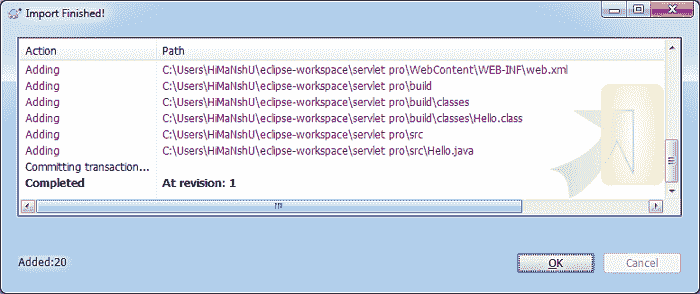 Import Finished!
Action Path
Adding C:\Users\HiMaNshU\eclipse-workspace\servlet pro\WebContent\WEB-INF\web.xml
Adding C:\Users\HiMaNshU\eclipse-workspace\servlet pro\build
Adding C:\Users\HiMaNshU\eclipse-workspace\servlet pro\build\classes
Adding C:\Users\HiMaNshU\eclipse-workspace\servlet pro\build\classes\Hello.class
Adding C:\Users\HiMaNshU\eclipse-workspace\servlet pro\src
Adding C:\Users\HiMaNshU\eclipse-workspace\servlet pro\src\Hello.java
Committing transaction...
Completed At revision: 1
Added:20 OK Cancel